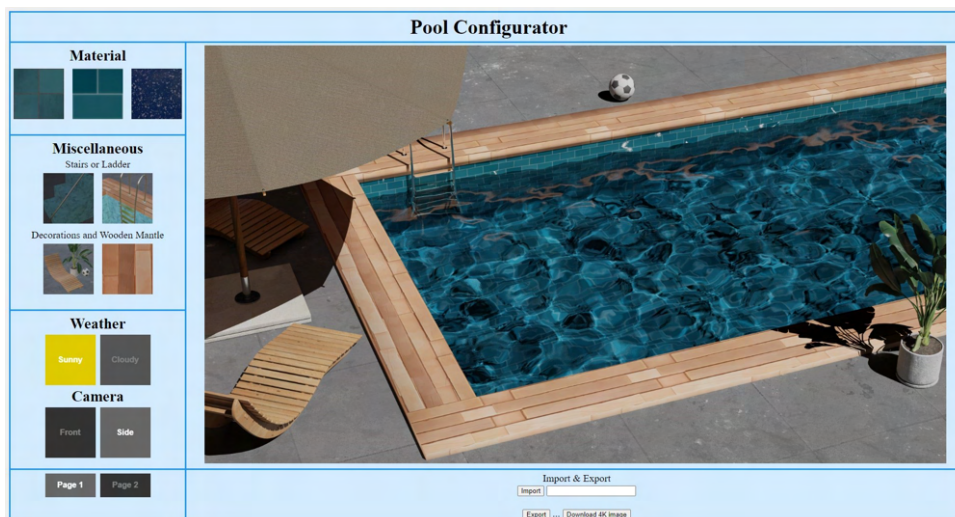 Pool Configurator
Material
Miscellaneous
Stairs or Ladder
Decorations and Wooden Mantle
Weather
Sunny Cloudy
Camera
Front Side
Page 1 Page 2
Import & Export
Import
Export ... Download 4K image